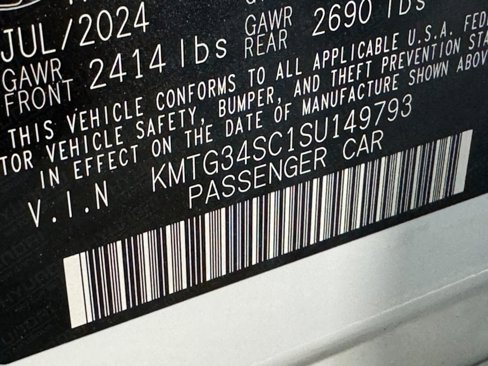 JUL/2024
GAWR FRONT 2414 lbs GAWR REAR 2690 lbs
THIS VEHICLE CONFORMS TO ALL APPLICABLE U.S.A. FED
TOR VEHICLE SAFETY, BUMPER, AND THEFT PREVENTION STA
IN EFFECT ON THE DATE OF MANUFACTURE SHOWN ABOV
V.I.N KMTG34SC1SU149793
PASSENGER CAR